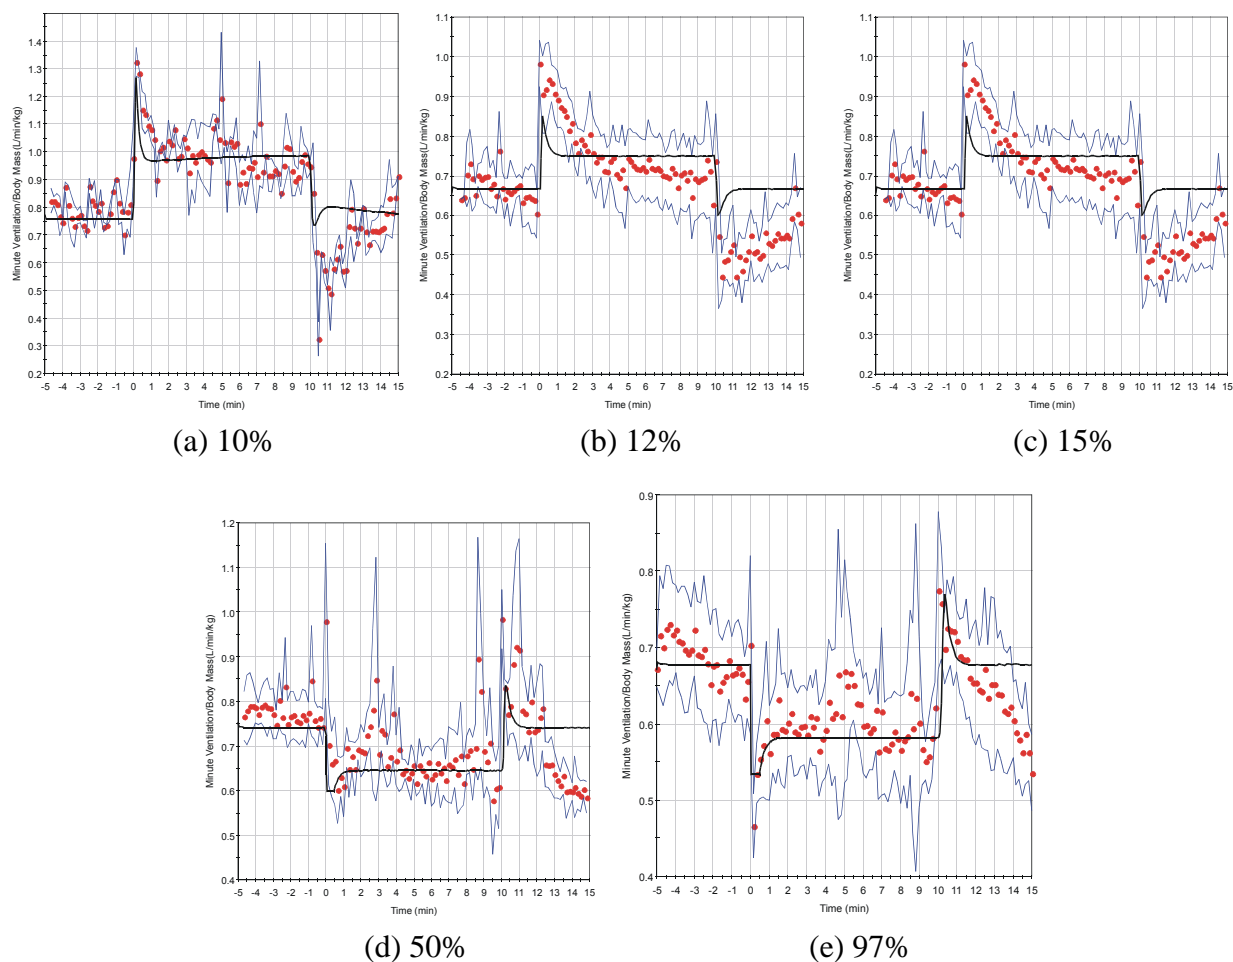 Minute Ventilation/Body Mass(L/min/kg)
1.4
1.3
1.2
1.1
1.0
0.9
0.8
0.7
0.6
0.5
0.4
0.3
0.2
-5 -4 -3 -2 -1 0 1 2 3 4 5 6 7 8 9 10 11 12 13 14 15
Time (min)
(a) 10%
Minute Ventilation/Body Mass(L/min/kg)
1.1
1.0
0.9
0.8
0.7
0.6
0.5
0.4
0.3
0.2
-5 -4 -3 -2 -1 0 1 2 3 4 5 6 7 8 9 10 11 12 13 14 15
Time (min)
(b) 12%
Minute Ventilation/Body Mass(L/min/kg)
1.1
1.0
0.9
0.8
0.7
0.6
0.5
0.4
0.3
0.2
-5 -4 -3 -2 -1 0 1 2 3 4 5 6 7 8 9 10 11 12 13 14 15
Time (min)
(c) 15%
Minute Ventilation/Body Mass(L/min/kg)
1.2
1.1
1.0
0.9
0.8
0.7
0.6
0.5
0.4
-5 -4 -3 -2 -1 0 1 2 3 4 5 6 7 8 9 10 11 12 13 14 15
Time (min)
(d) 50%
Minute Ventilation/Body Mass(L/min/kg)
0.9
0.8
0.7
0.6
0.5
0.4
-5 -4 -3 -2 -1 0 1 2 3 4 5 6 7 8 9 10 11 12 13 14 15
Time (min)
(e) 97%